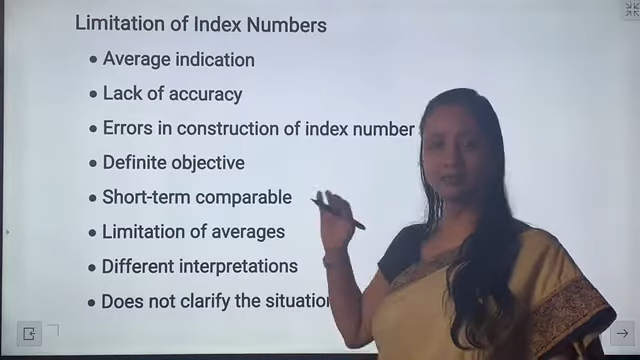 Limitation of Index Numbers
• Average indication
• Lack of accuracy
• Errors in construction of index number
• Definite objective
• Short-term comparable
• Limitation of averages
• Different interpretations
• Does not clarify the situation